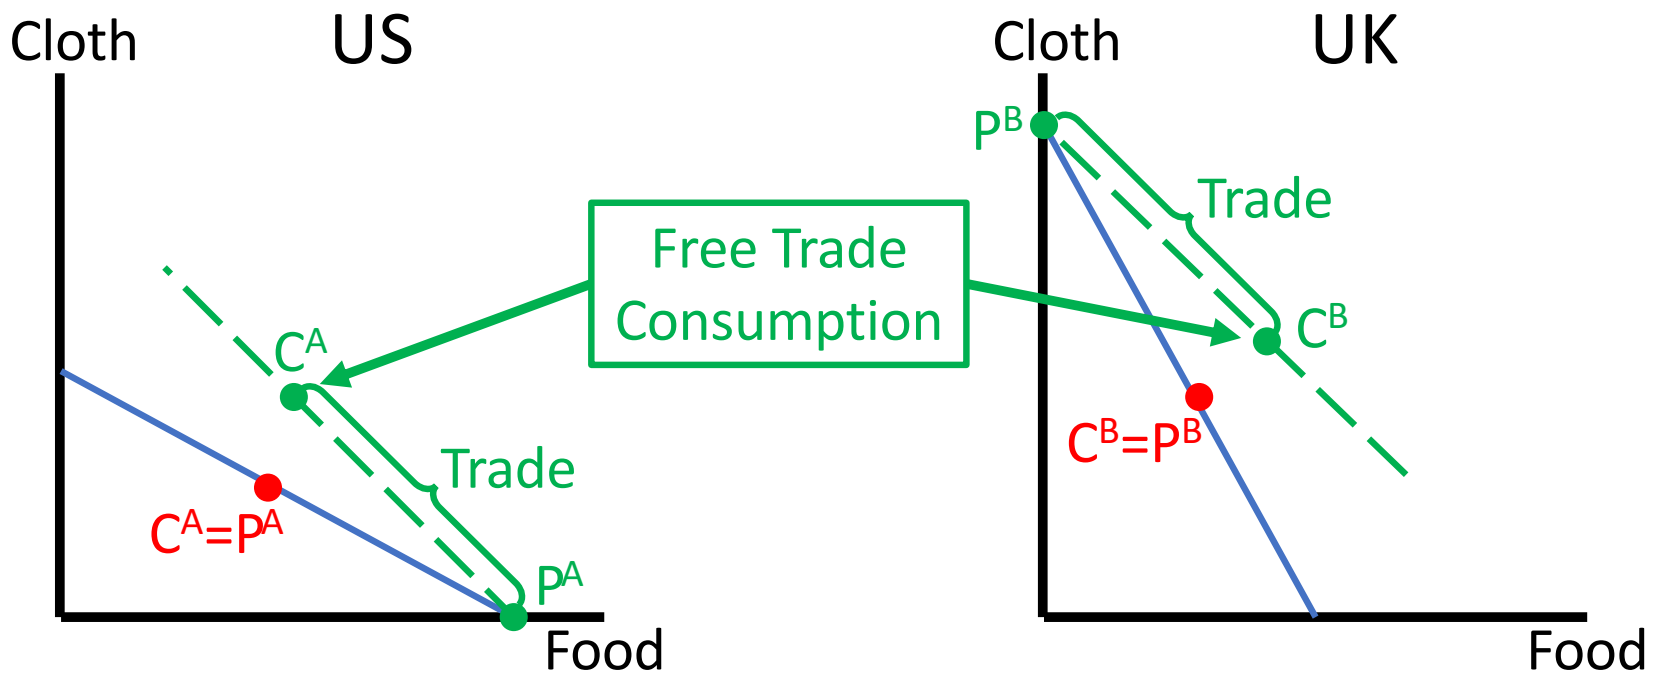 Cloth
US
C^A
Trade
C^A=P^A
P^A
Food
Free Trade
Consumption
Cloth
UK
P^B
Trade
C^B
C^B=P^B
Food